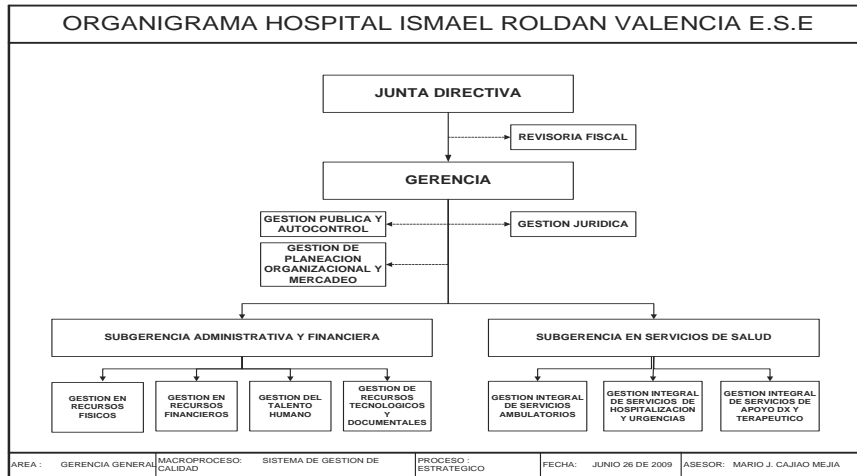 ORGANIGRAMA HOSPITAL ISMAEL ROLDAN VALENCIA E.S.E
JUNTA DIRECTIVA
REVISORIA FISCAL
GERENCIA
GESTION PUBLICA Y
AUTOCONTROL
GESTION JURIDICA
GESTION DE
PLANEACION
ORGANIZACIONAL Y
MERCADEO
SUBGERENCIA ADMINISTRATIVA Y FINANCIERA
SUBGERENCIA EN SERVICIOS DE SALUD
GESTION EN
RECURSOS
FISICOS
GESTION EN
RECURSOS
FINANCIEROS
GESTION DEL
TALENTO
HUMANO
GESTION DE
RECURSOS
TECNOLOGICOS
Y
DOCUMENTALES
GESTION INTEGRAL
DE SERVICIOS
AMBULATORIOS
GESTION INTEGRAL
DE SERVICIOS DE
HOSPITALIZACION
Y URGENCIAS
GESTION INTEGRAL
DE SERVICIOS DE
APOYO DX Y
TERAPEUTICO
AREA : GERENCIA GENERAL
MACROPROCESO: SISTEMA DE GESTION DE
CALIDAD
PROCESO :
ESTRATEGICO
FECHA: JUNIO 26 DE 2009
ASESOR: MARIO J. CAJIAO MEJIA